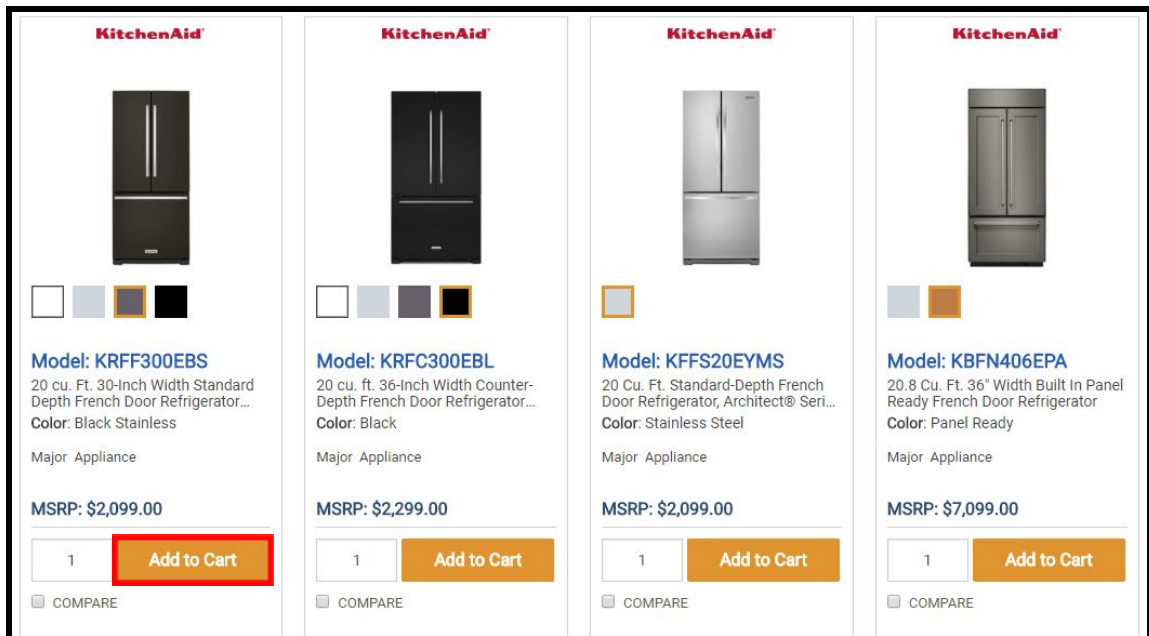 KitchenAid®
Model: KRFF300EBS
20 cu. Ft. 30-Inch Width Standard
Depth French Door Refrigerator...
Color: Black Stainless
Major Appliance
MSRP: $2,099.00
1
Add to Cart
COMPARE
KitchenAid®
Model: KRFC300EBL
20 cu. ft. 36-Inch Width Counter-
Depth French Door Refrigerator...
Color: Black
Major Appliance
MSRP: $2,299.00
1
Add to Cart
COMPARE
KitchenAid®
Model: KFFS20EYMS
20 Cu. Ft. Standard-Depth French
Door Refrigerator, Architect® Seri...
Color: Stainless Steel
Major Appliance
MSRP: $2,099.00
1
Add to Cart
COMPARE
KitchenAid®
Model: KBFN406EPA
20.8 Cu. Ft. 36" Width Built In Panel
Ready French Door Refrigerator
Color: Panel Ready
Major Appliance
MSRP: $7,099.00
1
Add to Cart
COMPARE